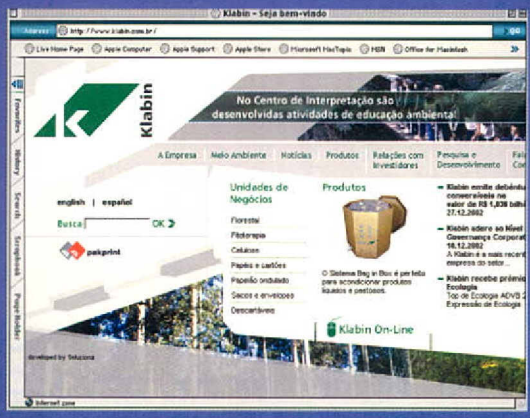 Klabin - Seja bem-vindo
Address http://www.klabin.com.br/ go
Live Home Page Apple Computer Apple Support Apple Store Microsoft MacTopia MSN Office for Macintosh
Favorites
History
Search
Scrapbook
Page Holder
Klabin
No Centro de Interpretação são
desenvolvidas atividades de educação ambiental
A Empresa Meio Ambiente Notícias Produtos Relações com Investidores Pesquisa e Desenvolvimento
english | español
Busca OK
pakprint
Unidades de
Negócios
Florestal
Fitoterapia
Celulose
Papéis e cartões
Papelão ondulado
Sacos e envelopes
Descartáveis
Produtos
O Sistema Bag in Box é perfeito
para acondicionar produtos
líquidos e pastosos.
Klabin emite debêntu
conversíveis no
valor de R$ 1,039 bilhõ
27.12.2002
Klabin adere ao Nível
Governança Corporat
16.12.2002
A Klabin é a mais recent
empresa do setor...
Klabin recebe prêmio
Ecologia
Top de Ecologia ADVB
Expressão de Ecologia
Klabin On-Line
developed by Seluciona
Internet zone